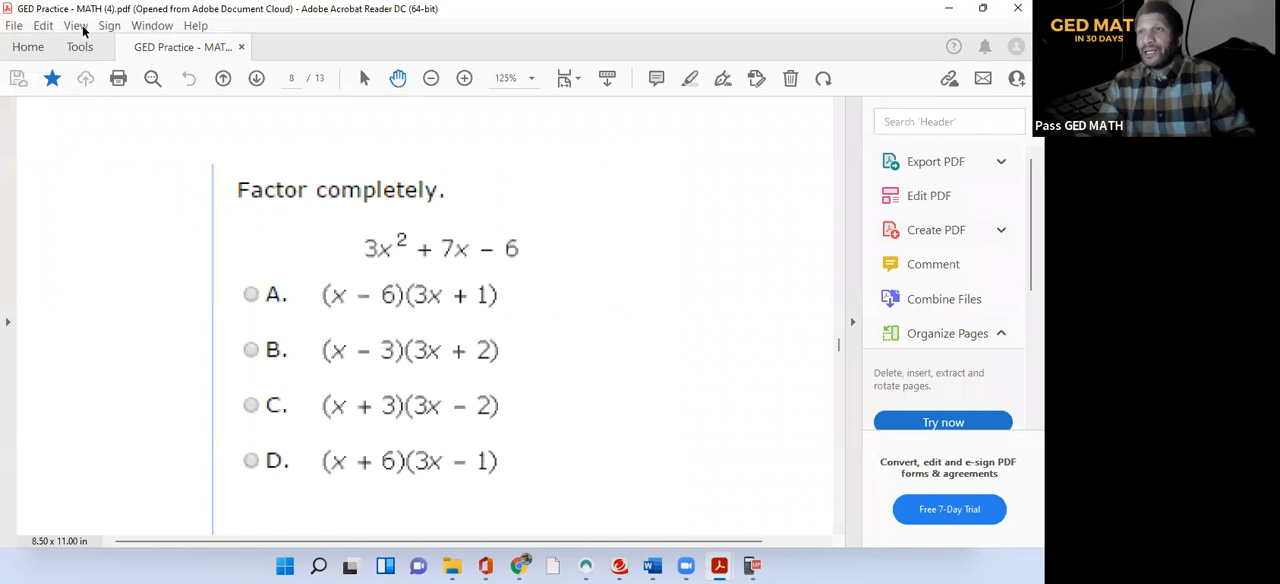 GED Practice - MATH (4).pdf (Opened from Adobe Document Cloud) - Adobe Acrobat Reader DC (64-bit)
File Edit View Sign Window Help
Home Tools GED Practice - MAT... ×
8 / 13 125%
Factor completely.
3x² + 7x − 6
A. (x − 6)(3x + 1)
B. (x − 3)(3x + 2)
C. (x + 3)(3x − 2)
D. (x + 6)(3x − 1)
8.50 x 11.00 in
Search 'Header'
Export PDF
Edit PDF
Create PDF
Comment
Combine Files
Organize Pages
Delete, insert, extract and
rotate pages.
Try now
Convert, edit and e-sign PDF
forms & agreements
Free 7-Day Trial
GED MAT
IN 30 DAYS
Pass GED MATH